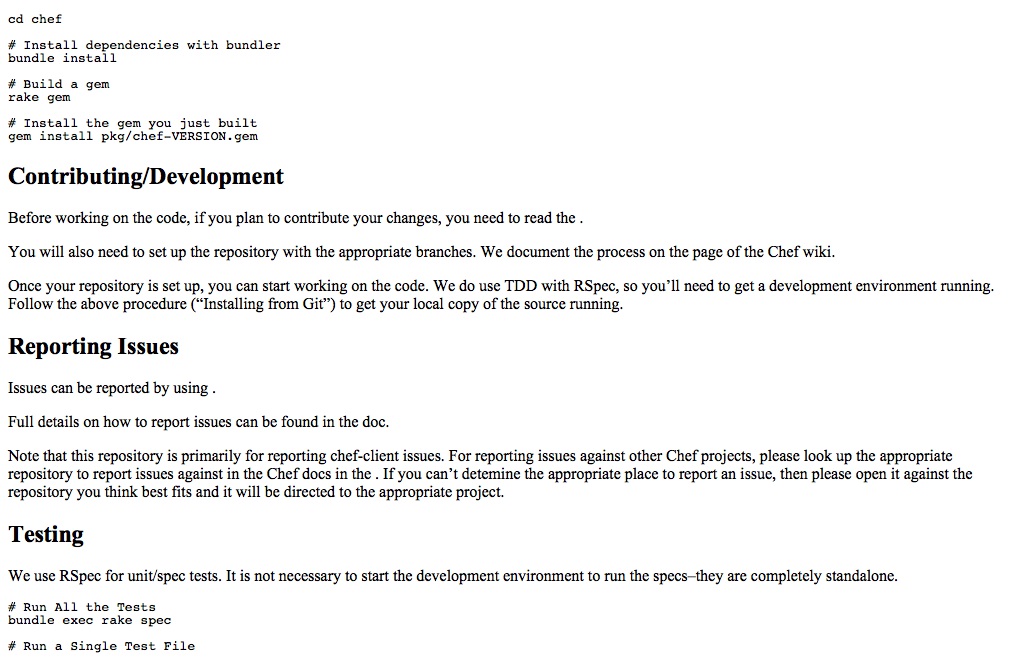 cd chef
# Install dependencies with bundler
bundle install
# Build a gem
rake gem
# Install the gem you just built
gem install pkg/chef-VERSION.gem
Contributing/Development
Before working on the code, if you plan to contribute your changes, you need to read the .
You will also need to set up the repository with the appropriate branches. We document the process on the page of the Chef wiki.
Once your repository is set up, you can start working on the code. We do use TDD with RSpec, so you’ll need to get a development environment running.
Follow the above procedure (“Installing from Git”) to get your local copy of the source running.
Reporting Issues
Issues can be reported by using .
Full details on how to report issues can be found in the doc.
Note that this repository is primarily for reporting chef-client issues. For reporting issues against other Chef projects, please look up the appropriate
repository to report issues against in the Chef docs in the . If you can’t detemine the appropriate place to report an issue, then please open it against the
repository you think best fits and it will be directed to the appropriate project.
Testing
We use RSpec for unit/spec tests. It is not necessary to start the development environment to run the specs–they are completely standalone.
# Run All the Tests
bundle exec rake spec
# Run a Single Test File